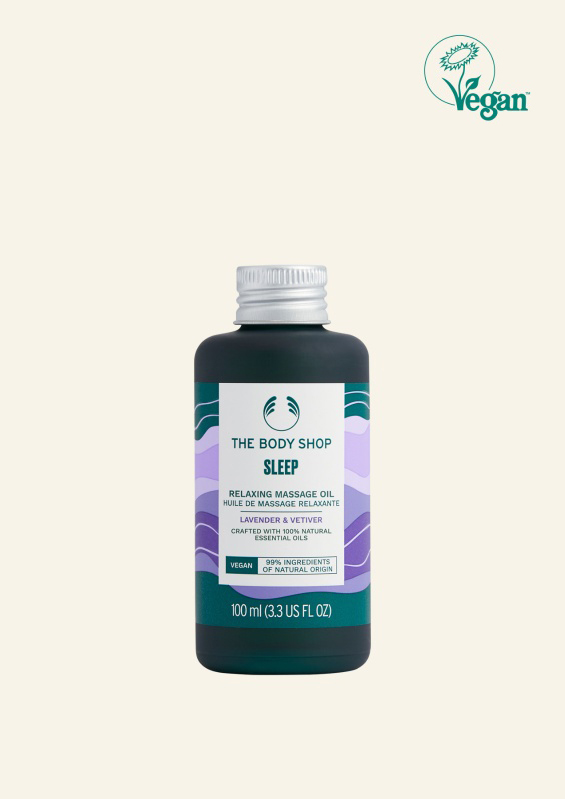 Vegan™
THE BODY SHOP
SLEEP
RELAXING MASSAGE OIL
HUILE DE MASSAGE RELAXANTE
LAVENDER & VETIVER
CRAFTED WITH 100% NATURAL
ESSENTIAL OILS
VEGAN
99% INGREDIENTS
OF NATURAL ORIGIN
100 ml (3.3 US FL OZ)